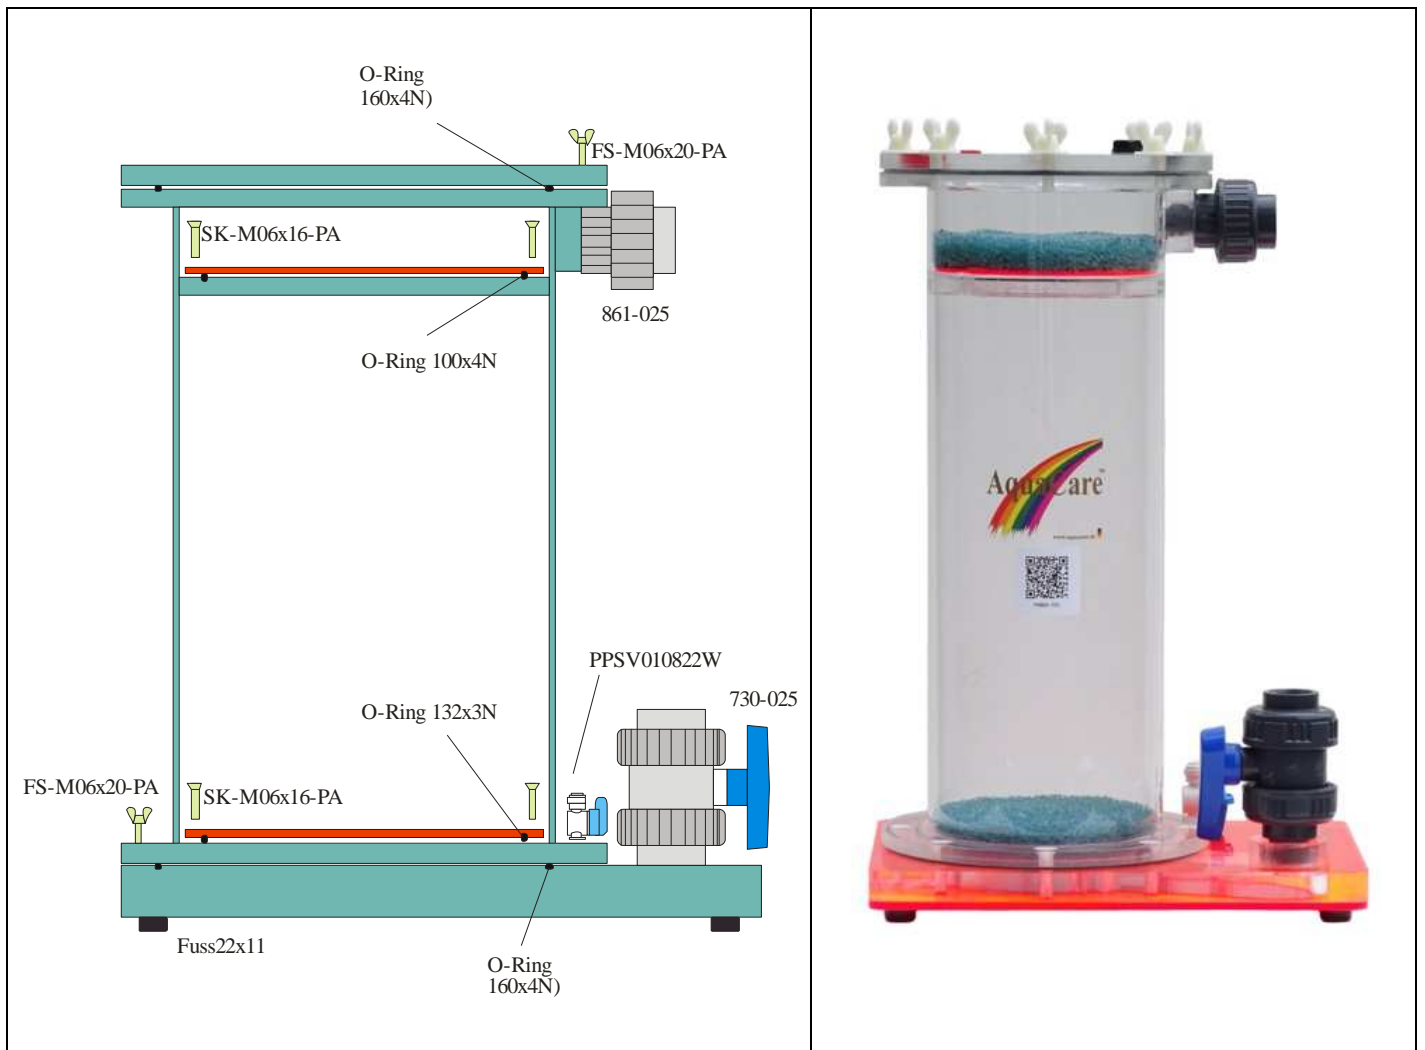 O-Ring
160x4N)
FS-M06x20-PA
SK-M06x16-PA
861-025
O-Ring 100x4N
PPSV010822W
730-025
O-Ring 132x3N
FS-M06x20-PA
SK-M06x16-PA
Fuss22x11
O-Ring
160x4N)
AquaCare